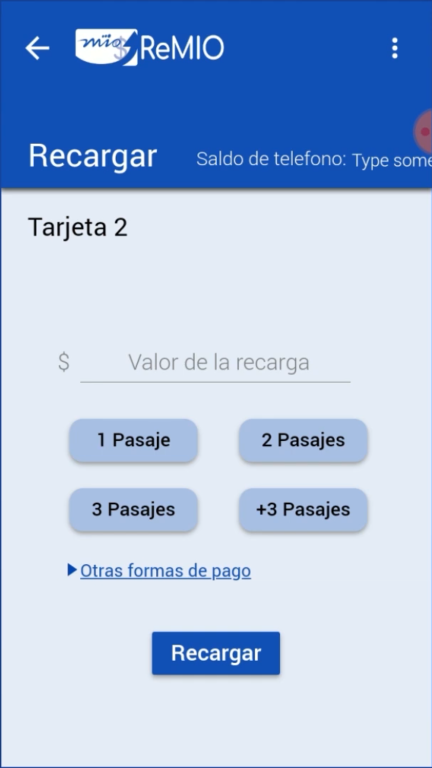 mío ReMIO
Recargar
Saldo de telefono: Type some
Tarjeta 2
$ Valor de la recarga
1 Pasaje 2 Pasajes
3 Pasajes +3 Pasajes
Otras formas de pago
Recargar